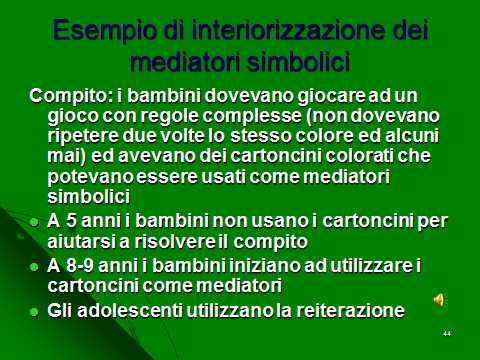 Esempio di interiorizzazione dei
mediatori simbolici
Compito: i bambini dovevano giocare ad un
gioco con regole complesse (non dovevano
ripetere due volte lo stesso colore ed alcuni
mai) ed avevano dei cartoncini colorati che
potevano essere usati come mediatori
simbolici
A 5 anni i bambini non usano i cartoncini per
aiutarsi a risolvere il compito
A 8-9 anni i bambini iniziano ad utilizzare i
cartoncini come mediatori
Gli adolescenti utilizzano la reiterazione
44